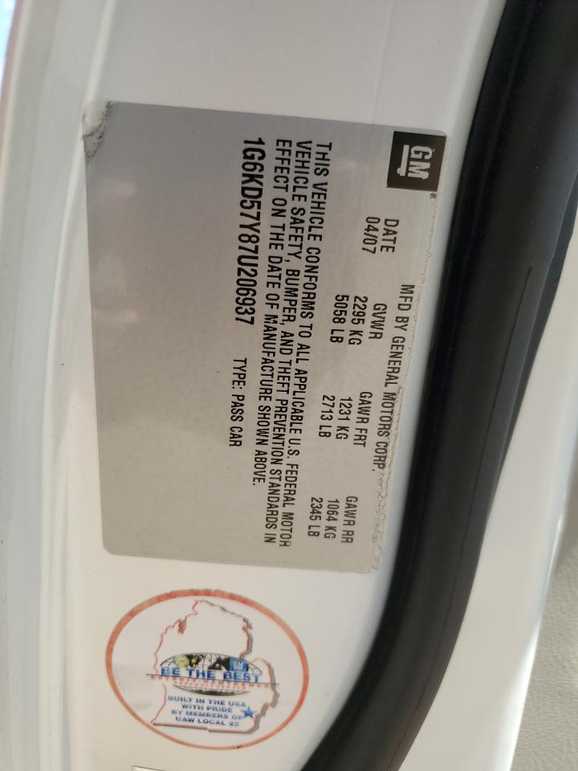 GM
MFD BY GENERAL MOTORS CORP.
DATE GVWR GAWR FRT GAWR RR
04/07 2295 KG 1231 KG 1064 KG
5058 LB 2713 LB 2345 LB
THIS VEHICLE CONFORMS TO ALL APPLICABLE U.S. FEDERAL MOTOR
VEHICLE SAFETY, BUMPER, AND THEFT PREVENTION STANDARDS IN
EFFECT ON THE DATE OF MANUFACTURE SHOWN ABOVE.
1G6KD57Y87U206937 TYPE: PASS CAR
BE THE BEST
BUILT IN THE USA
WITH PRIDE
BY MEMBERS OF
UAW LOCAL 22